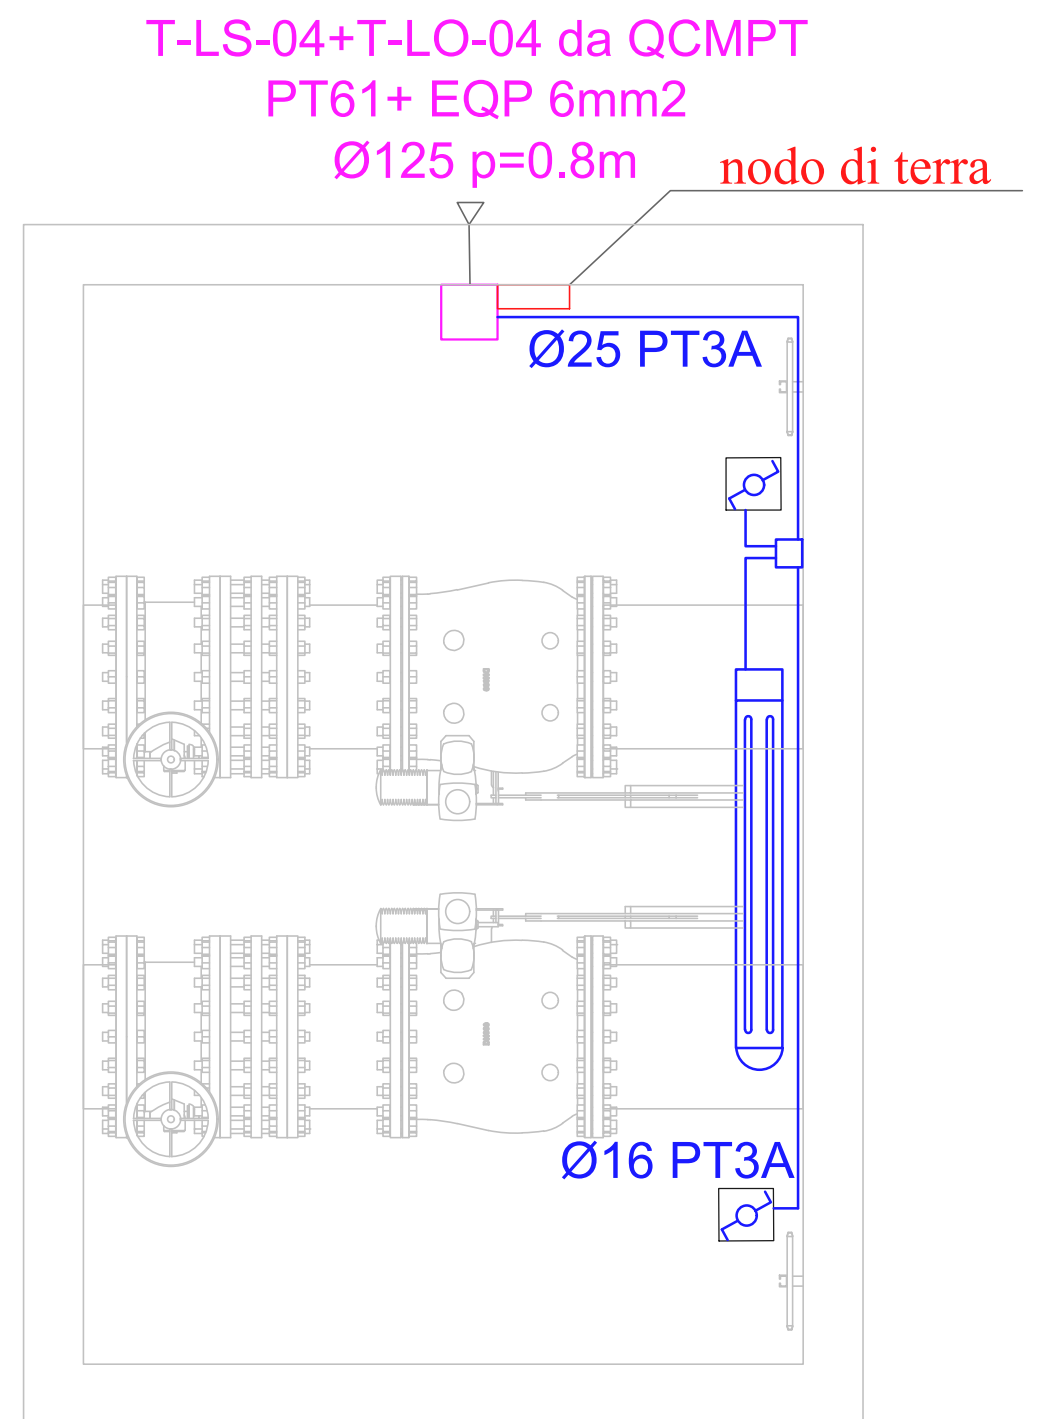 T-LS-04+T-LO-04 da QCMPT
PT61+ EQP 6mm2
Ø125 p=0.8m
nodo di terra
Ø25 PT3A
Ø16 PT3A